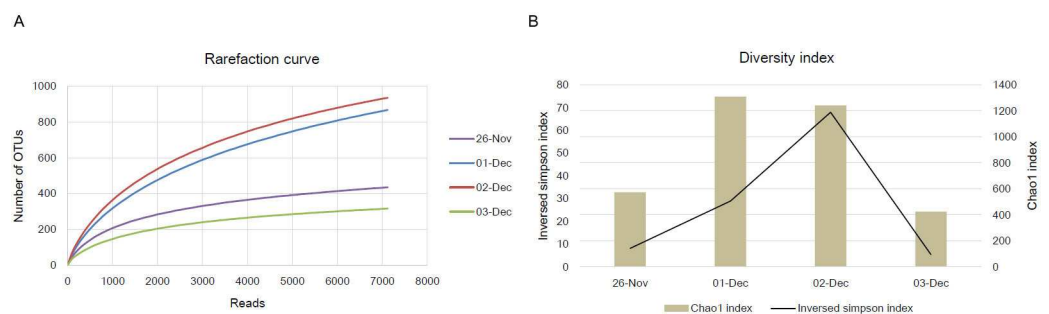 A
Rarefaction curve
Number of OTUs
1000
800
600
400
200
0
0 1000 2000 3000 4000 5000 6000 7000 8000
Reads
26-Nov
01-Dec
02-Dec
03-Dec
B
Diversity index
Inversed simpson index
80
70
60
50
40
30
20
10
0
1400
1200
1000
800
600
400
200
0
Chao1 index
26-Nov 01-Dec 02-Dec 03-Dec
Chao1 index Inversed simpson index